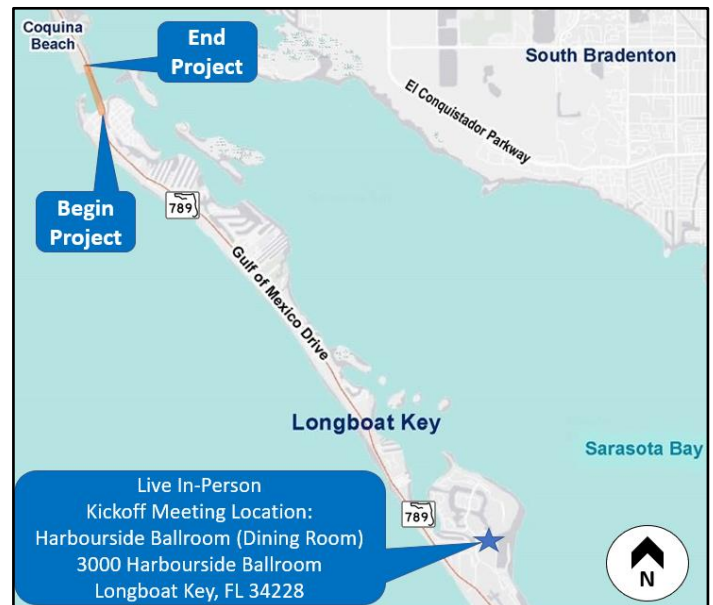 Coquina
Beach
End
Project
South Bradenton
El Conquistador Parkway
Begin
Project
789
Gulf of Mexico Drive
Longboat Key
Sarasota Bay
Live In-Person
Kickoff Meeting Location:
Harbourside Ballroom (Dining Room)
3000 Harbourside Ballroom
Longboat Key, FL 34228
789
N